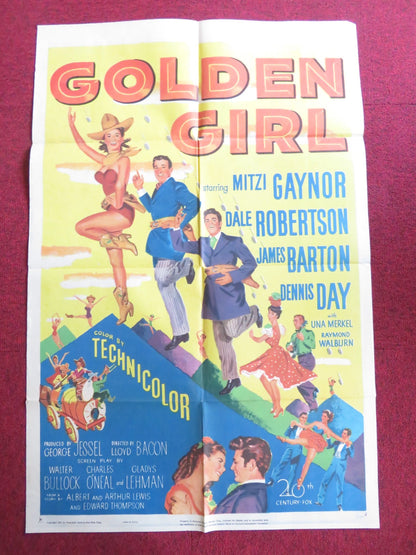 GOLDEN
GIRL
starring MITZI GAYNOR
DALE ROBERTSON
JAMES BARTON
DENNIS DAY
with
UNA MERKEL
RAYMOND
WALBURN
COLOR BY
TECHNICOLOR
PRODUCED BY
GEORGE JESSEL
DIRECTED BY
LLOYD BACON
SCREEN PLAY BY
WALTER BULLOCK
CHARLES O'NEAL and
GLADYS LEHMAN
ALBERT and ARTHUR LEWIS
and EDWARD THOMPSON
20th
CENTURY-FOX